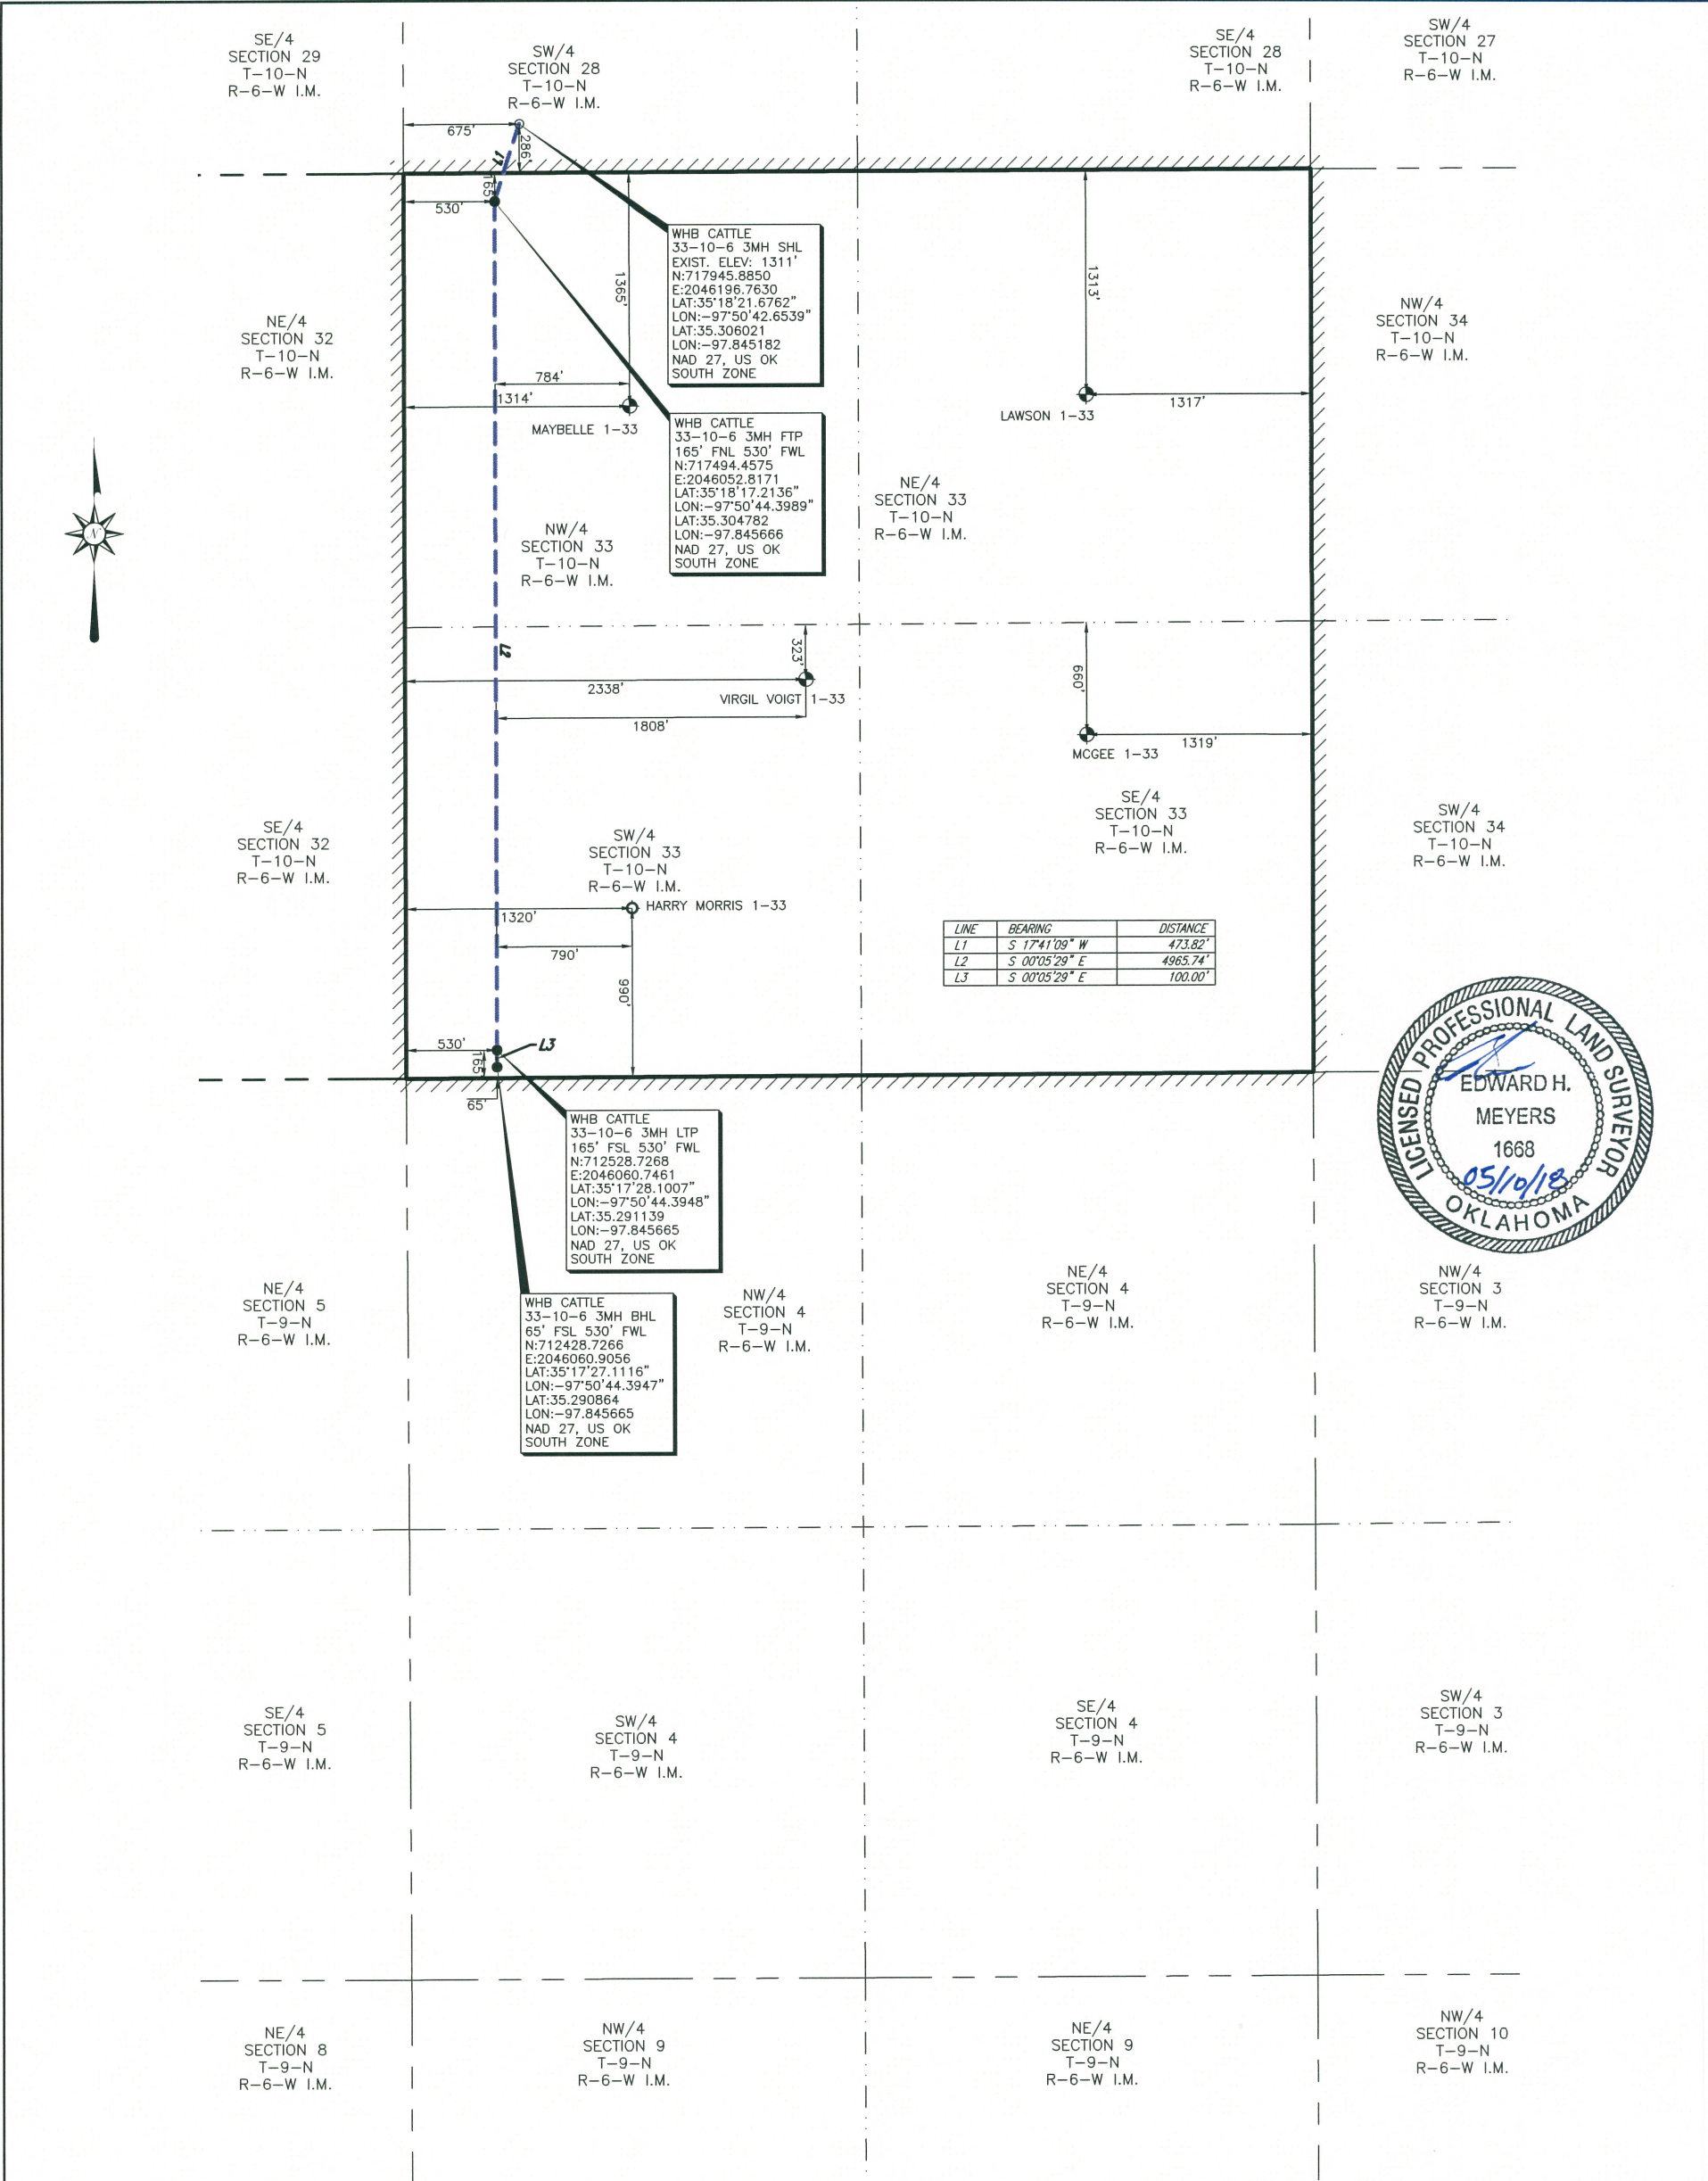 SE/4
SECTION 29
T-10-N
R-6-W I.M.
SW/4
SECTION 28
T-10-N
R-6-W I.M.
SE/4
SECTION 28
T-10-N
R-6-W I.M.
SW/4
SECTION 27
T-10-N
R-6-W I.M.
675'
286'
L1
165'
530'
WHB CATTLE
33-10-6 3MH SHL
EXIST. ELEV: 1311'
N:717945.8850
E:2046196.7630
LAT:35°18'21.6762"
LON:-97°50'42.6539"
LAT:35.306021
LON:-97.845182
NAD 27, US OK
SOUTH ZONE
1365'
1313'
NE/4
SECTION 32
T-10-N
R-6-W I.M.
NW/4
SECTION 34
T-10-N
R-6-W I.M.
784'
1314'
MAYBELLE 1-33
1317'
LAWSON 1-33
WHB CATTLE
33-10-6 3MH FTP
165' FNL 530' FWL
N:717494.4575
E:2046052.8171
LAT:35°18'17.2136"
LON:-97°50'44.3989"
LAT:35.304782
LON:-97.845666
NAD 27, US OK
SOUTH ZONE
NE/4
SECTION 33
T-10-N
R-6-W I.M.
N
NW/4
SECTION 33
T-10-N
R-6-W I.M.
L2
323'
2338'
VIRGIL VOIGT 1-33
1808'
660'
1319'
MCGEE 1-33
SE/4
SECTION 32
T-10-N
R-6-W I.M.
SW/4
SECTION 33
T-10-N
R-6-W I.M.
SE/4
SECTION 33
T-10-N
R-6-W I.M.
SW/4
SECTION 34
T-10-N
R-6-W I.M.
1320'
HARRY MORRIS 1-33
790'
990'
LINE BEARING DISTANCE
L1 S 17°41'09" W 473.82'
L2 S 00°05'29" E 4965.74'
L3 S 00°05'29" E 100.00'
530'
L3
165'
65'
LICENSED PROFESSIONAL LAND SURVEYOR
EDWARD H.
MEYERS
1668
05/10/18
OKLAHOMA
WHB CATTLE
33-10-6 3MH LTP
165' FSL 530' FWL
N:712528.7268
E:2046060.7461
LAT:35°17'28.1007"
LON:-97°50'44.3948"
LAT:35.291139
LON:-97.845665
NAD 27, US OK
SOUTH ZONE
WHB CATTLE
33-10-6 3MH BHL
65' FSL 530' FWL
N:712428.7266
E:2046060.9056
LAT:35°17'27.1116"
LON:-97°50'44.3947"
LAT:35.290864
LON:-97.845665
NAD 27, US OK
SOUTH ZONE
NE/4
SECTION 5
T-9-N
R-6-W I.M.
NW/4
SECTION 4
T-9-N
R-6-W I.M.
NE/4
SECTION 4
T-9-N
R-6-W I.M.
NW/4
SECTION 3
T-9-N
R-6-W I.M.
SE/4
SECTION 5
T-9-N
R-6-W I.M.
SW/4
SECTION 4
T-9-N
R-6-W I.M.
SE/4
SECTION 4
T-9-N
R-6-W I.M.
SW/4
SECTION 3
T-9-N
R-6-W I.M.
NE/4
SECTION 8
T-9-N
R-6-W I.M.
NW/4
SECTION 9
T-9-N
R-6-W I.M.
NE/4
SECTION 9
T-9-N
R-6-W I.M.
NW/4
SECTION 10
T-9-N
R-6-W I.M.